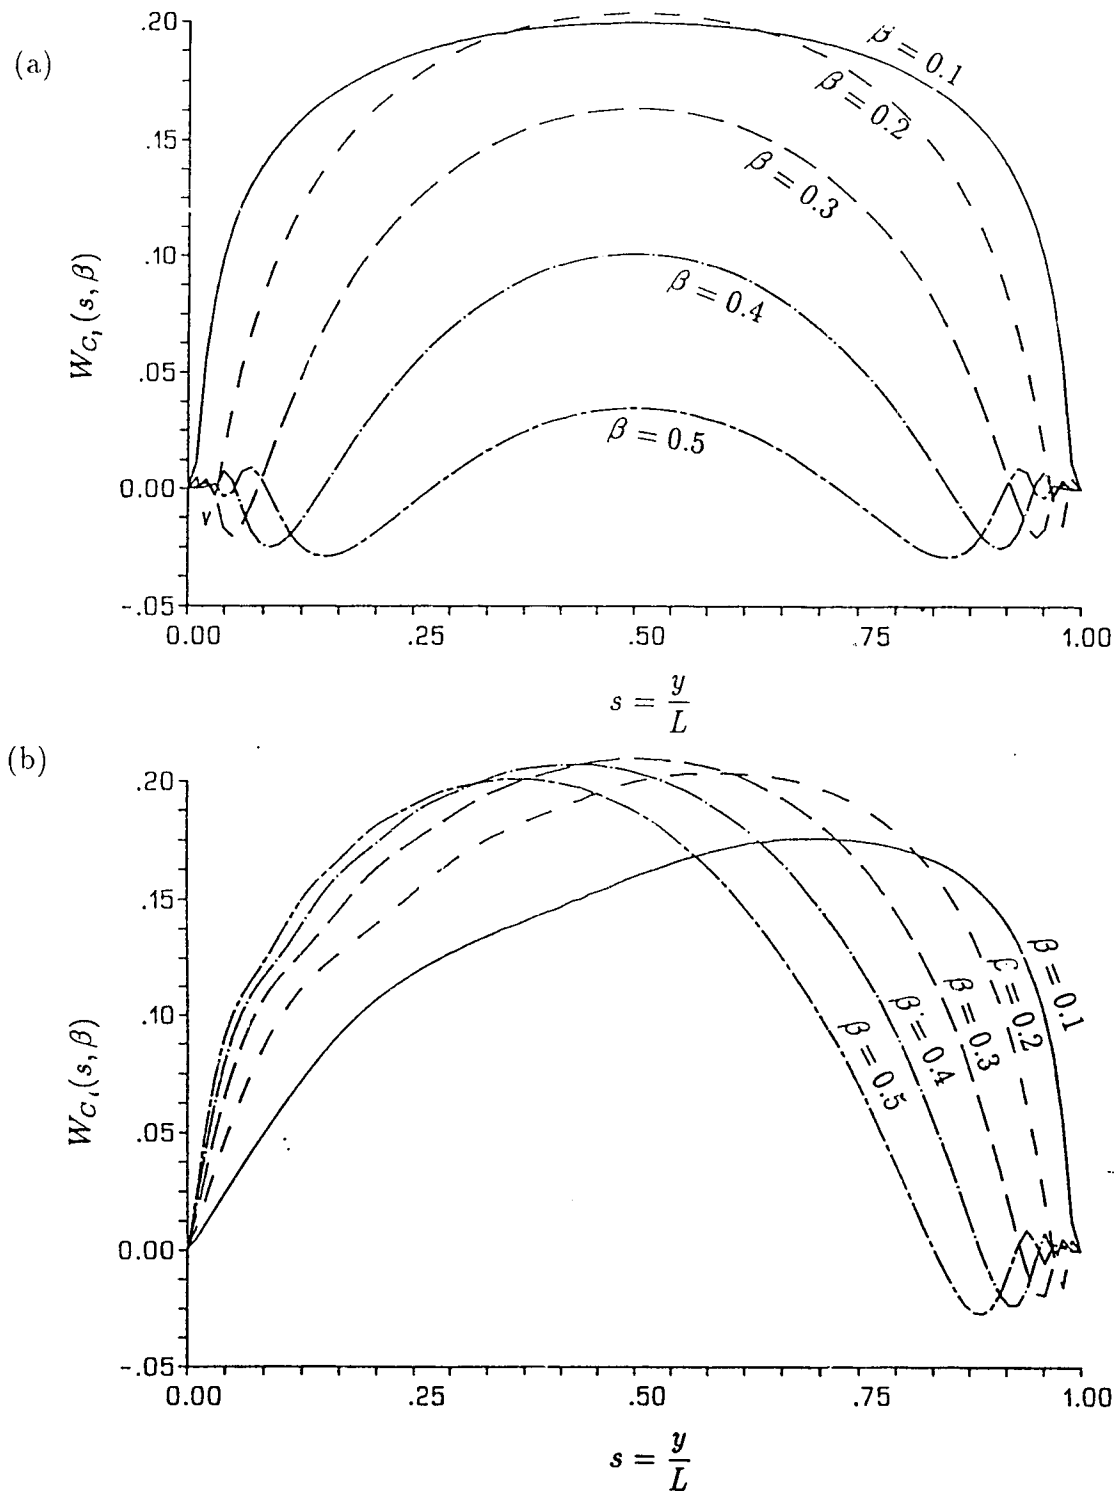 (a)
.20
.15
.10
.05
0.00
-.05
W_{C_1}(s, β)
β = 0.1
β = 0.2
β = 0.3
β = 0.4
β = 0.5
0.00 .25 .50 .75 1.00
s = y/L
(b)
.20
.15
.10
.05
0.00
-.05
(s, β)
β = 0.1
β = 0.2
β = 0.3
β = 0.4
β = 0.5
0.00 .25 .50 .75 1.00
s = y/L